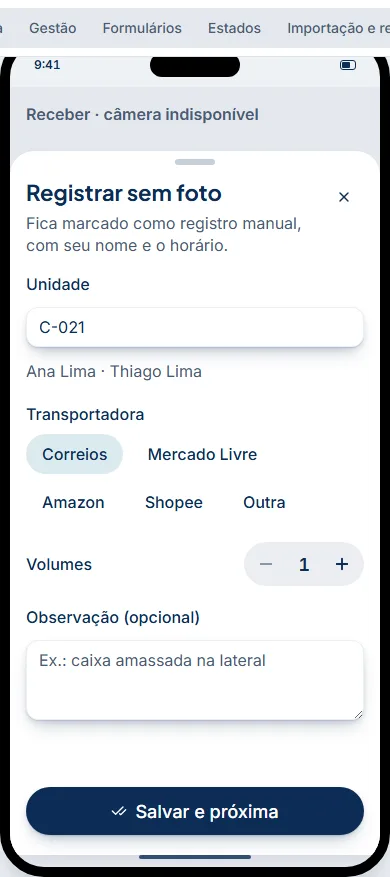 Gestão Formulários Estados Importação e re
9:41
Receber · câmera indisponível
Registrar sem foto
Fica marcado como registro manual,
com seu nome e o horário.
Unidade
C-021
Ana Lima · Thiago Lima
Transportadora
Correios Mercado Livre
Amazon Shopee Outra
Volumes − 1 +
Observação (opcional)
Ex.: caixa amassada na lateral
Salvar e próxima